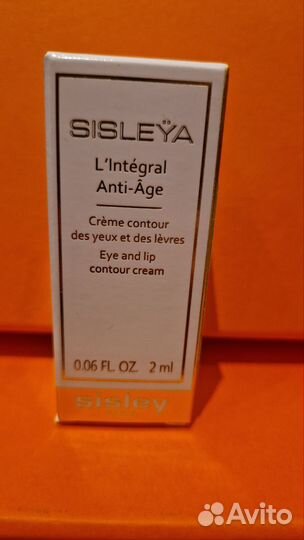 SISLEŸA
L'Intégral
Anti-Âge
Crème contour
des yeux et des lèvres
Eye and lip
contour cream
0.06 FL. OZ. 2 ml
sisley
Avito